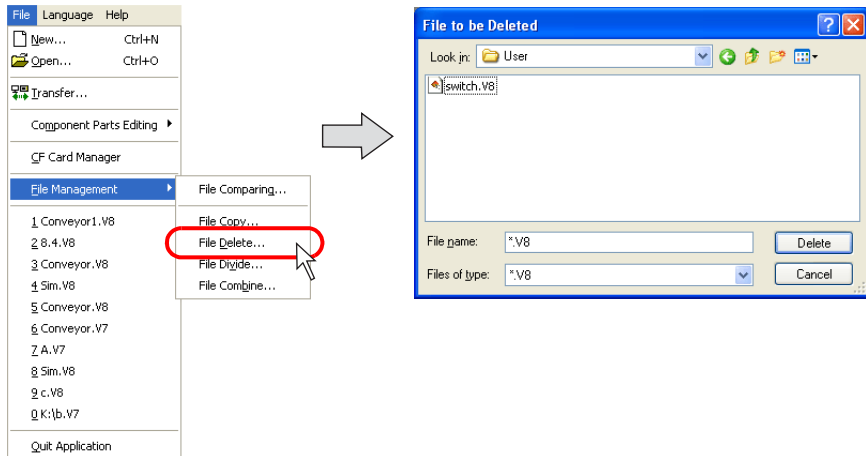 File Language Help
New... Ctrl+N
Open... Ctrl+O
Transfer...
Component Parts Editing
CF Card Manager
File Management
1 Conveyor1.V8
2 8.4.V8
3 Conveyor.V8
4 Sim.V8
5 Conveyor.V8
6 Conveyor.V7
7 A.V7
8 Sim.V8
9 c.V8
0 K:\b.V7
Quit Application
File Comparing...
File Copy...
File Delete...
File Divide...
File Combine...
File to be Deleted
Look in: User
switch.V8
File name: *.V8 Delete
Files of type: *.V8 Cancel